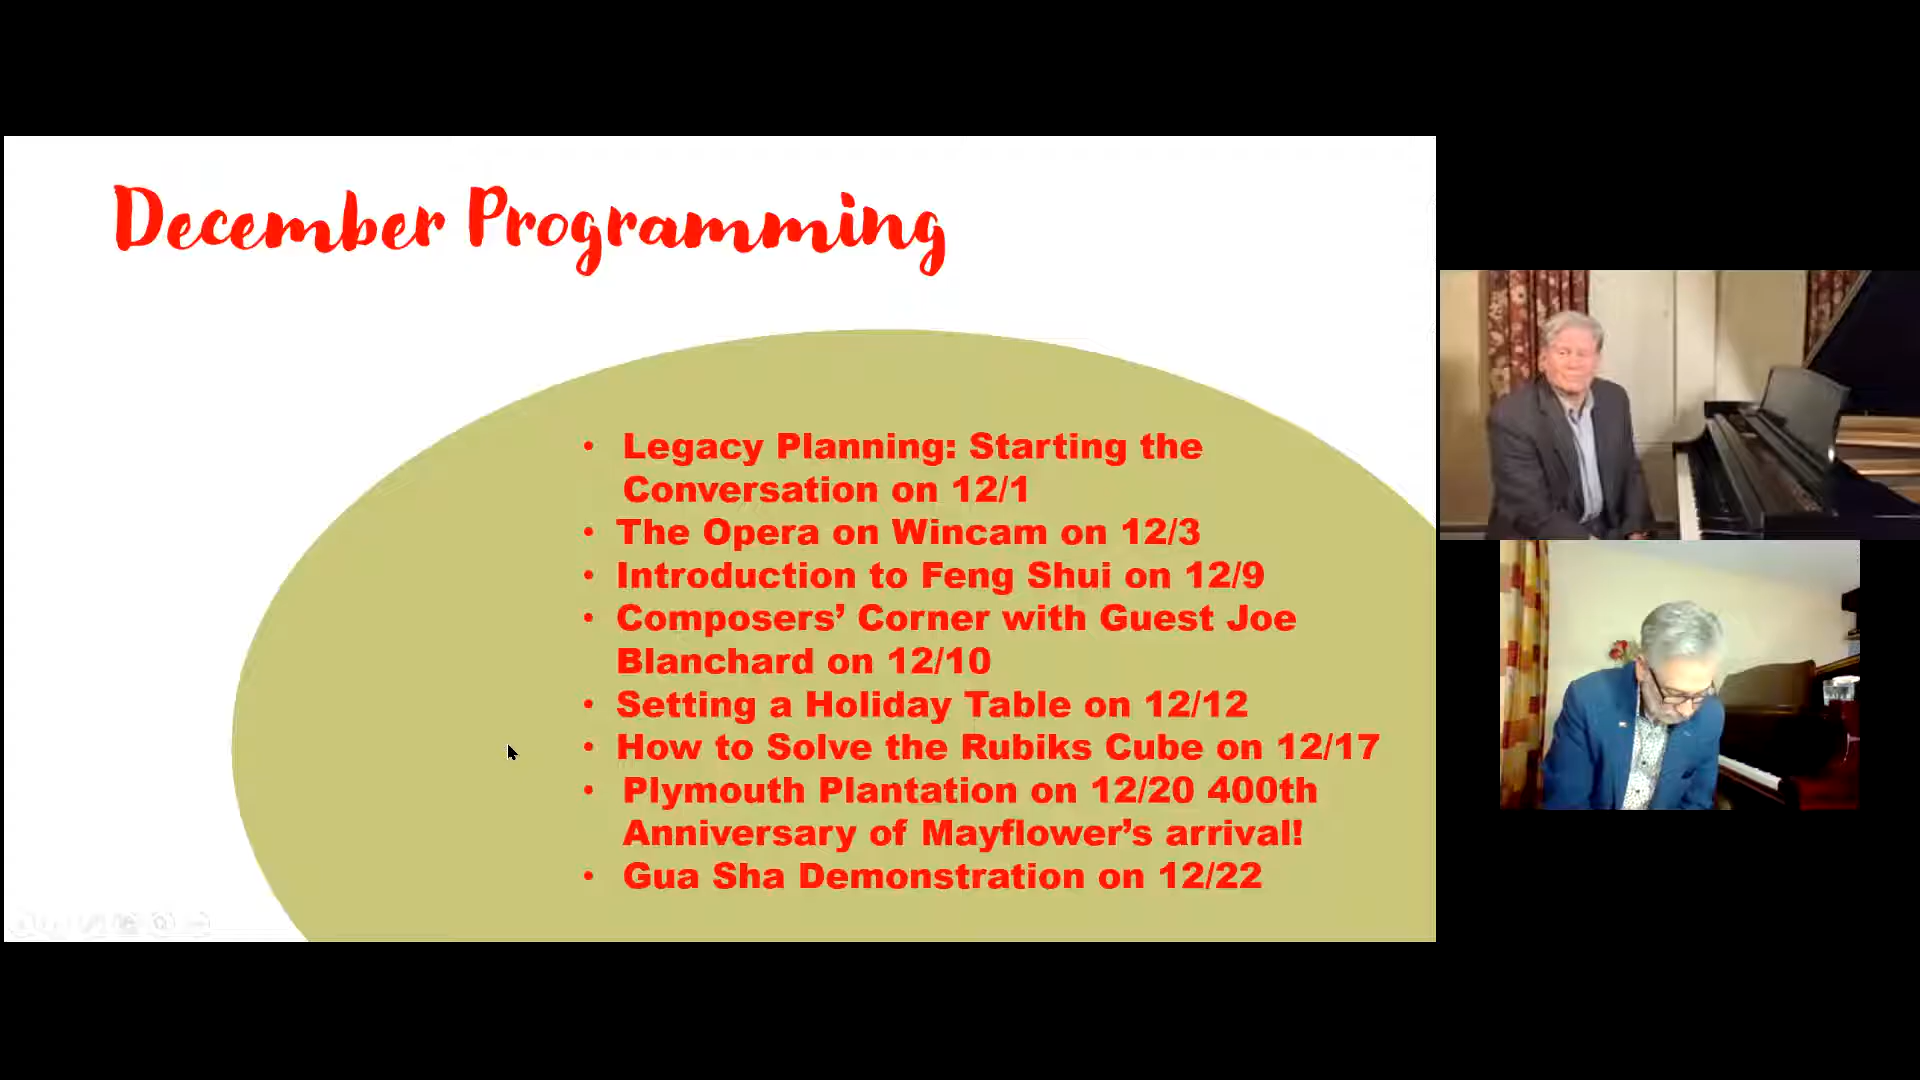 December Programming
• Legacy Planning: Starting the
Conversation on 12/1
• The Opera on Wincam on 12/3
• Introduction to Feng Shui on 12/9
• Composers’ Corner with Guest Joe
Blanchard on 12/10
• Setting a Holiday Table on 12/12
• How to Solve the Rubiks Cube on 12/17
• Plymouth Plantation on 12/20 400th
Anniversary of Mayflower’s arrival!
• Gua Sha Demonstration on 12/22